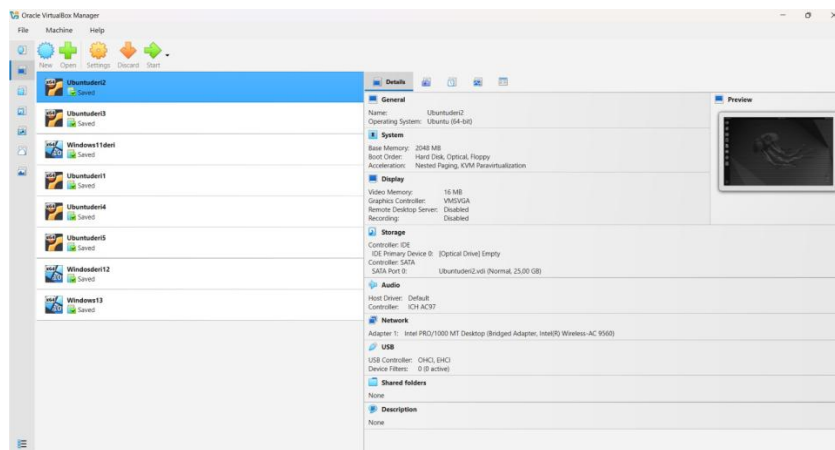 Oracle VirtualBox Manager
File Machine Help
New Open Settings Discard Start
Ubuntuderi2
Saved
Ubuntuderi3
Saved
Windows11deri
Saved
Ubuntuderi1
Saved
Ubuntuderi4
Saved
Ubuntuderi5
Saved
Windosderi12
Saved
Windows13
Saved
Details
General
Name: Ubuntuderi2
Operating System: Ubuntu (64-bit)
System
Base Memory: 2048 MB
Boot Order: Hard Disk, Optical, Floppy
Acceleration: Nested Paging, KVM Paravirtualization
Display
Video Memory: 16 MB
Graphics Controller: VMSVGA
Remote Desktop Server: Disabled
Recording: Disabled
Storage
Controller: IDE
IDE Primary Device 0: [Optical Drive] Empty
Controller: SATA
SATA Port 0: Ubuntuderi2.vdi (Normal, 25,00 GB)
Audio
Host Driver: Default
Controller: ICH AC97
Network
Adapter 1: Intel PRO/1000 MT Desktop (Bridged Adapter, Intel(R) Wireless-AC 9560)
USB
USB Controller: OHCI, EHCI
Device Filters: 0 (0 active)
Shared folders
None
Description
None
Preview